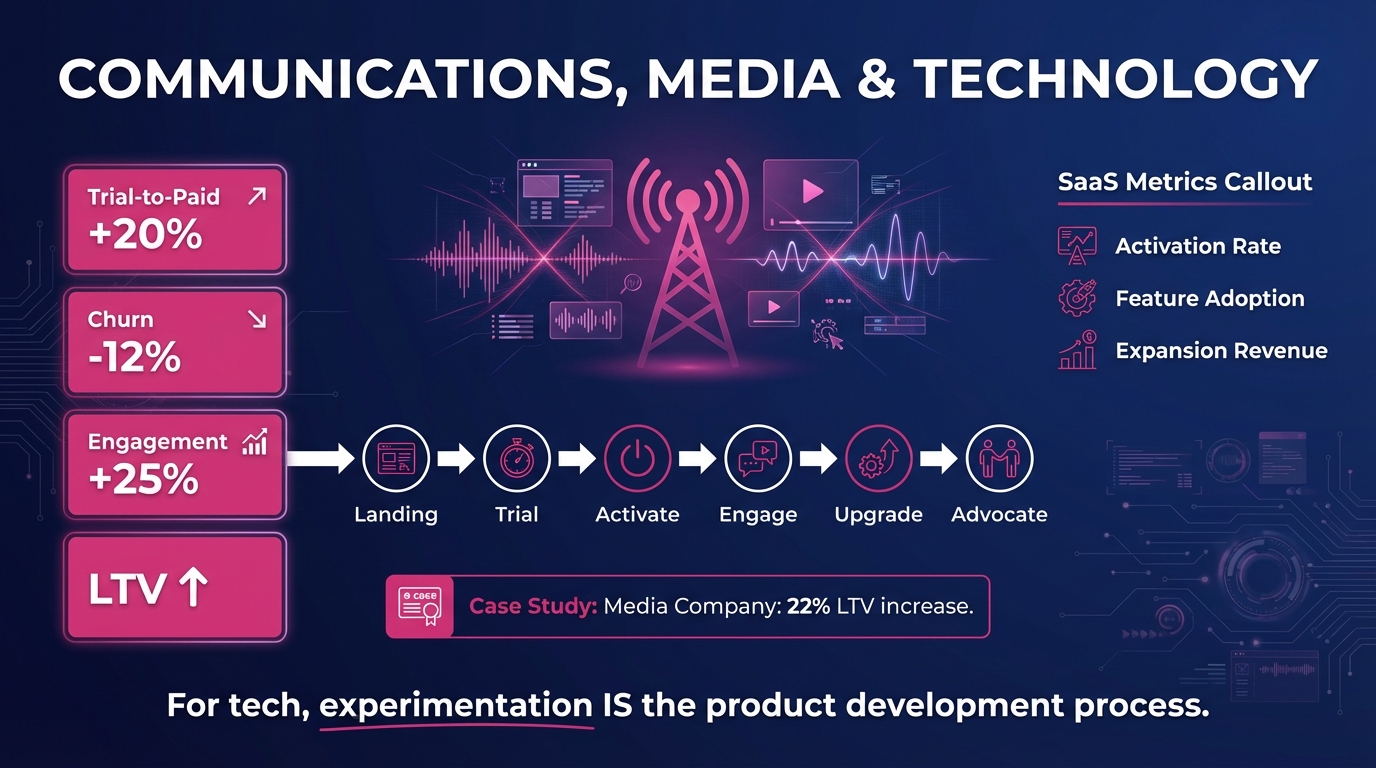 COMMUNICATIONS, MEDIA & TECHNOLOGY
Trial-to-Paid
+20%
Churn
-12%
Engagement
+25%
LTV ↑
SaaS Metrics Callout
Activation Rate
Feature Adoption
Expansion Revenue
Landing
Trial
Activate
Engage
Upgrade
Advocate
Case Study: Media Company: 22% LTV increase.
For tech, experimentation IS the product development process.